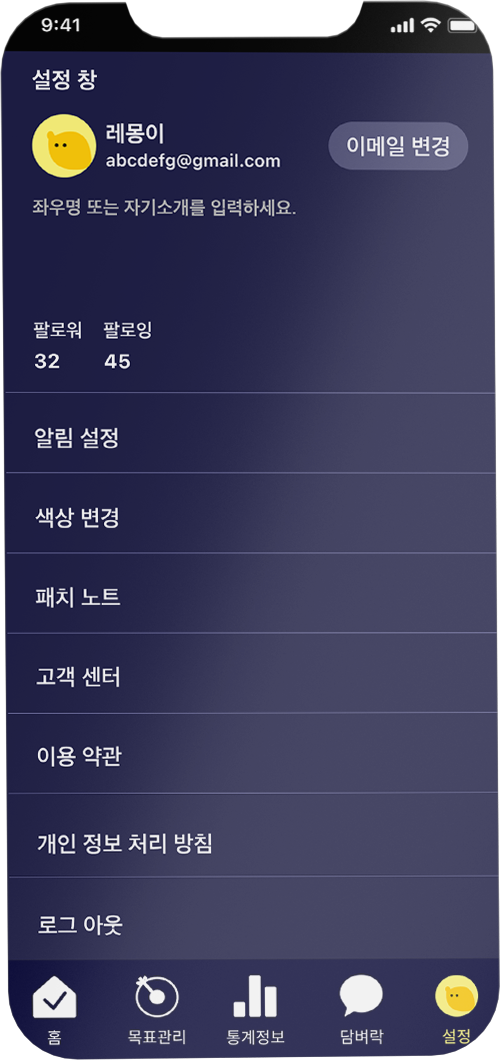 9:41
설정 창
레몽이
abcdefg@gmail.com
이메일 변경
좌우명 또는 자기소개를 입력하세요.
팔로워 팔로잉
32 45
알림 설정
색상 변경
패치 노트
고객 센터
이용 약관
개인 정보 처리 방침
로그 아웃
홈 목표관리 통계정보 담벼락 설정